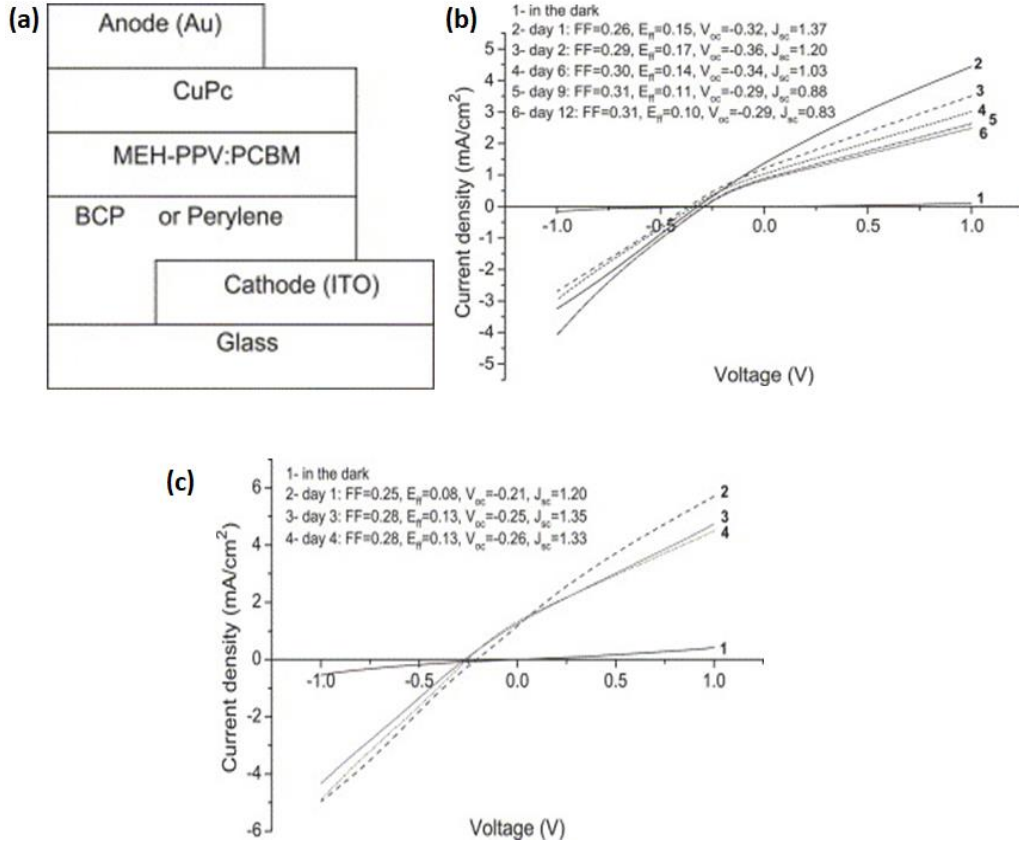 (a)
Anode (Au)
CuPc
MEH-PPV:PCBM
BCP or Perylene
Cathode (ITO)
Glass
(b)
1- in the dark
2- day 1: FF=0.26, Eff=0.15, Voc=-0.32, Jsc=1.37
3- day 2: FF=0.29, Eff=0.17, Voc=-0.36, Jsc=1.20
4- day 6: FF=0.30, Eff=0.14, Voc=-0.34, Jsc=1.03
5- day 9: FF=0.31, Eff=0.11, Voc=-0.29, Jsc=0.88
6- day 12: FF=0.31, Eff=0.10, Voc=-0.29, Jsc=0.83
5
4
3
2
1
0
-1
-2
-3
-4
-5
-1.0 -0.5 0.0 0.5 1.0
2
3
4
5
6
1
Current density (mA/cm²)
Voltage (V)
(c)
1- in the dark
2- day 1: FF=0.25, Eff=0.08, Voc=-0.21, Jsc=1.20
3- day 3: FF=0.28, Eff=0.13, Voc=-0.25, Jsc=1.35
4- day 4: FF=0.28, Eff=0.13, Voc=-0.26, Jsc=1.33
6
4
2
0
-2
-4
-6
-1.0 -0.5 0.0 0.5 1.0
2
3
4
1
Current density (mA/cm²)
Voltage (V)